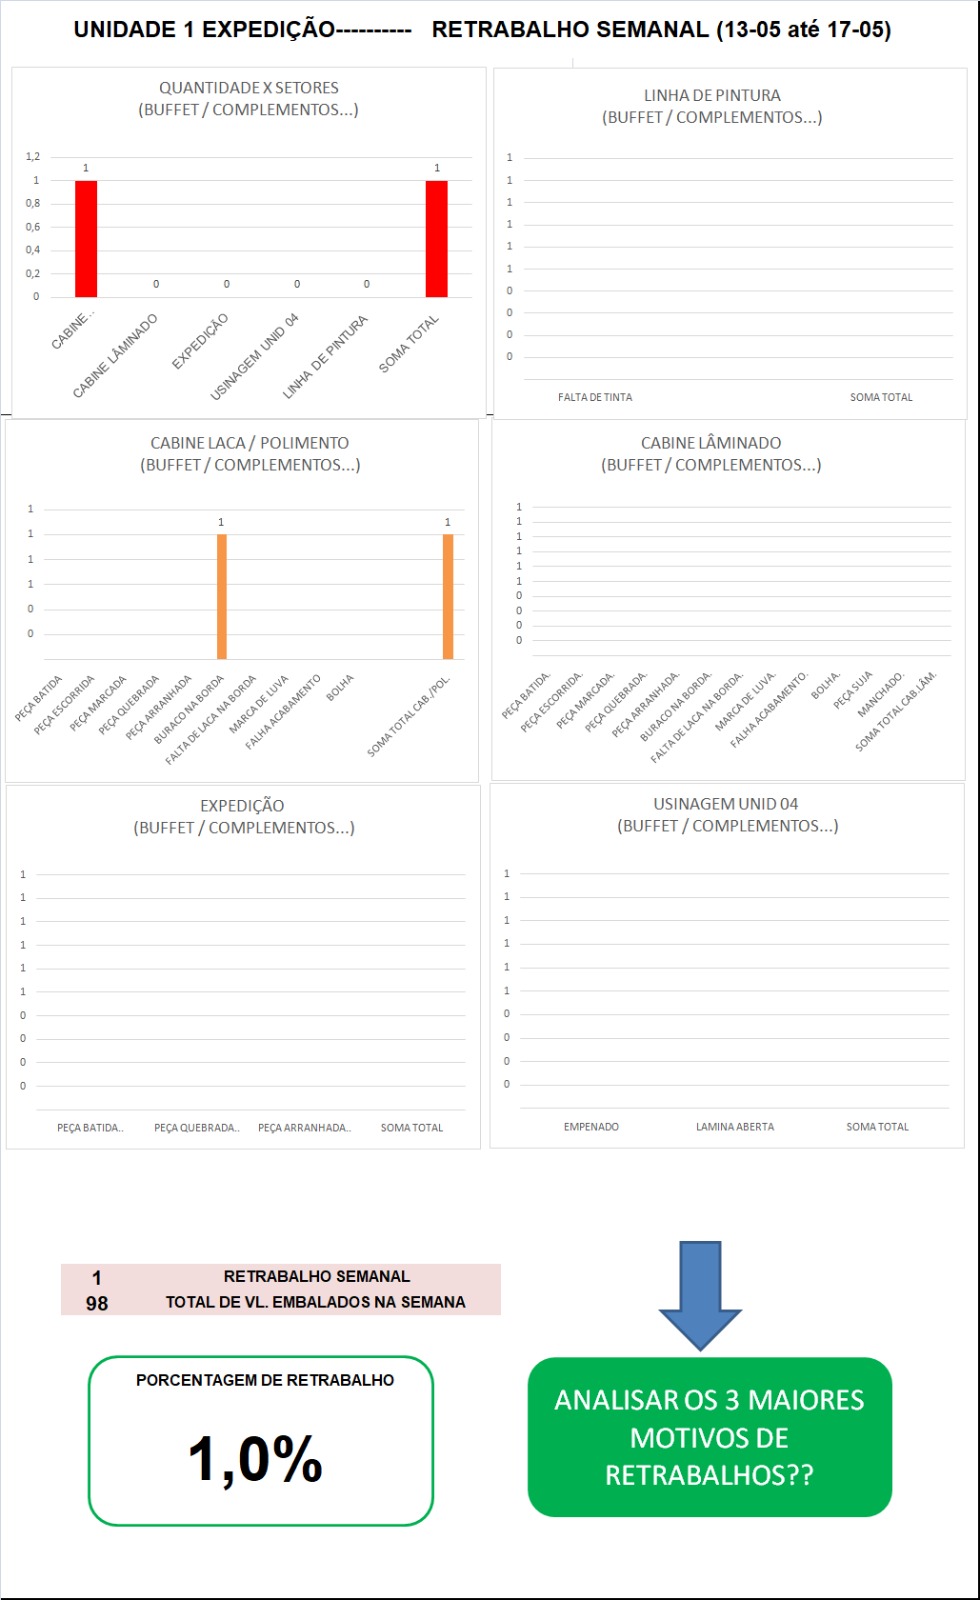 UNIDADE 1 EXPEDIÇÃO---------- RETRABALHO SEMANAL (13-05 até 17-05)
QUANTIDADE X SETORES
(BUFFET / COMPLEMENTOS...)
1,2
1
0,8
0,6
0,4
0,2
0
1
0
0
0
0
1
CABINE..
CABINE LÂMINADO
EXPEDIÇÃO
USINAGEM UNID 04
LINHA DE PINTURA
SOMA TOTAL
LINHA DE PINTURA
(BUFFET / COMPLEMENTOS...)
1
1
1
1
1
1
0
0
0
0
FALTA DE TINTA
SOMA TOTAL
CABINE LACA / POLIMENTO
(BUFFET / COMPLEMENTOS...)
1
1
1
1
0
0
1
1
PEÇA BATIDA
PEÇA ESCORRIDA
PEÇA MARCADA
PEÇA QUEBRADA
PEÇA ARRANHADA
BURACO NA BORDA
FALTA DE LACA NA BORDA
MARCA DE LUVA
FALHA ACABAMENTO
BOLHA
SOMA TOTAL CAB./POL.
CABINE LÂMINADO
(BUFFET / COMPLEMENTOS...)
1
1
1
1
1
1
0
0
0
0
PEÇA BATIDA.
PEÇA ESCORRIDA.
PEÇA MARCADA.
PEÇA QUEBRADA.
PEÇA ARRANHADA.
BURACO NA BORDA.
FALTA DE LACA NA BORDA.
MARCA DE LUVA.
FALHA ACABAMENTO.
BOLHA.
PEÇA SUJA
MANCHADO.
SOMA TOTAL CAB.LÂM.
EXPEDIÇÃO
(BUFFET / COMPLEMENTOS...)
1
1
1
1
1
1
0
0
0
0
PEÇA BATIDA..
PEÇA QUEBRADA..
PEÇA ARRANHADA..
SOMA TOTAL
USINAGEM UNID 04
(BUFFET / COMPLEMENTOS...)
1
1
1
1
1
1
0
0
0
0
EMPENADO
LAMINA ABERTA
SOMA TOTAL
1 RETRABALHO SEMANAL
98 TOTAL DE VL. EMBALADOS NA SEMANA
PORCENTAGEM DE RETRABALHO
1,0%
ANALISAR OS 3 MAIORES
MOTIVOS DE
RETRABALHOS??